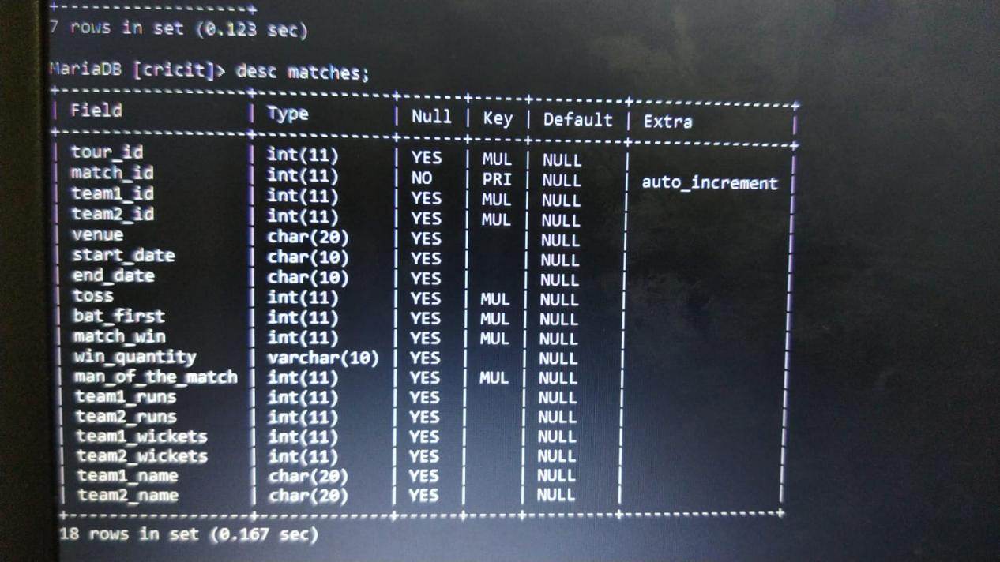 7 rows in set (0.123 sec)
MariaDB [cricit]> desc matches;
| Field | Type | Null | Key | Default | Extra |
| tour_id | int(11) | YES | MUL | NULL | |
| match_id | int(11) | NO | PRI | NULL | auto_increment |
| team1_id | int(11) | YES | MUL | NULL | |
| team2_id | int(11) | YES | MUL | NULL | |
| venue | char(20) | YES | | NULL | |
| start_date | char(10) | YES | | NULL | |
| end_date | char(10) | YES | | NULL | |
| toss | int(11) | YES | MUL | NULL | |
| bat_first | int(11) | YES | MUL | NULL | |
| match_win | int(11) | YES | MUL | NULL | |
| win_quantity | varchar(10) | YES | | NULL | |
| man_of_the_match | int(11) | YES | MUL | NULL | |
| team1_runs | int(11) | YES | | NULL | |
| team2_runs | int(11) | YES | | NULL | |
| team1_wickets | int(11) | YES | | NULL | |
| team2_wickets | int(11) | YES | | NULL | |
| team1_name | char(20) | YES | | NULL | |
| team2_name | char(20) | YES | | NULL | |
18 rows in set (0.167 sec)